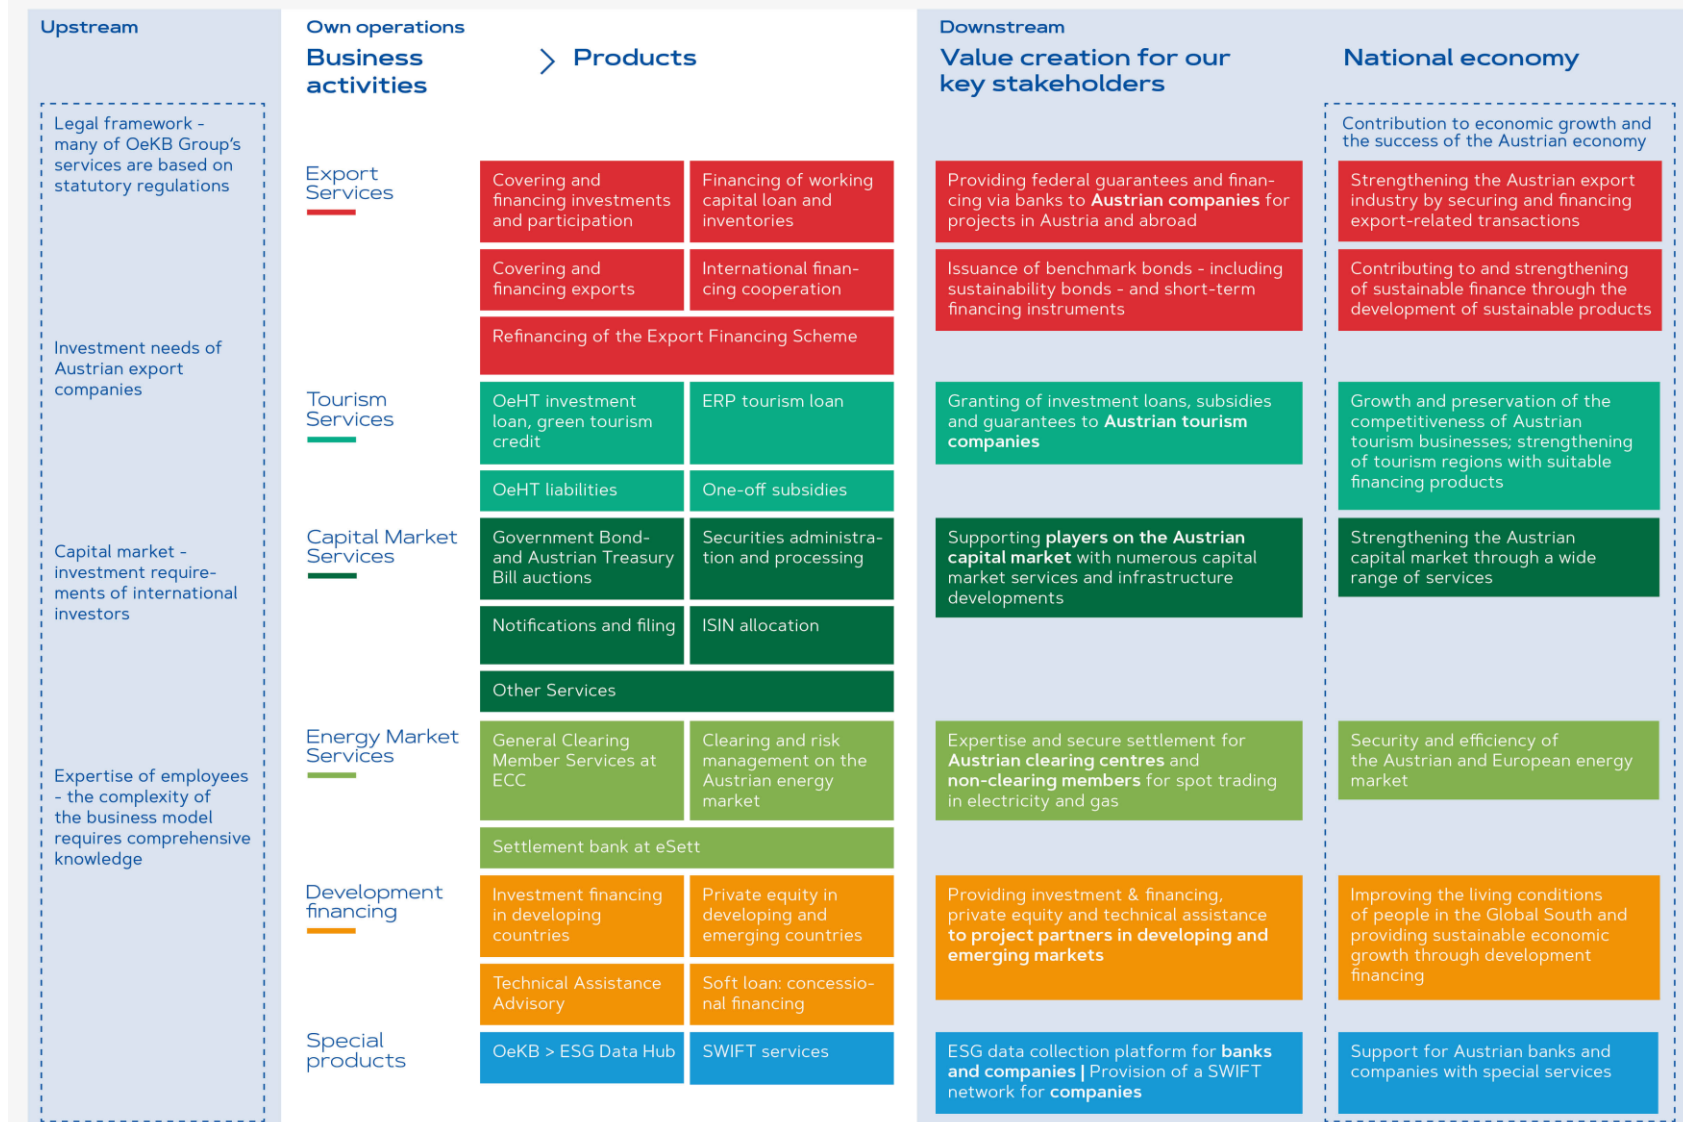 Upstream
Legal framework -
many of OeKB Group's
services are based on
statutory regulations
Investment needs of
Austrian export
companies
Capital market -
investment require-
ments of international
investors
Expertise of employees
- the complexity of
the business model
requires comprehensive
knowledge
Own operations
Business
activities
Products
Export
Services
Covering and
financing investments
and participation
Financing of working
capital loan and
inventories
Covering and
financing exports
International finan-
cing cooperation
Refinancing of the Export Financing Scheme
Tourism
Services
OeHT investment
loan, green tourism
credit
ERP tourism loan
OeHT liabilities
One-off subsidies
Capital Market
Services
Government Bond-
and Austrian Treasury
Bill auctions
Securities administra-
tion and processing
Notifications and filing
ISIN allocation
Other Services
Energy Market
Services
General Clearing
Member Services at
ECC
Clearing and risk
management on the
Austrian energy
market
Settlement bank at eSett
Development
financing
Investment financing
in developing
countries
Private equity in
developing and
emerging countries
Technical Assistance
Advisory
Soft loan: concessio-
nal financing
Special
products
OeKB > ESG Data Hub
SWIFT services
Downstream
Value creation for our
key stakeholders
Providing federal guarantees and finan-
cing via banks to Austrian companies for
projects in Austria and abroad
Issuance of benchmark bonds - including
sustainability bonds - and short-term
financing instruments
Granting of investment loans, subsidies
and guarantees to Austrian tourism
companies
Supporting players on the Austrian
capital market with numerous capital
market services and infrastructure
developments
Expertise and secure settlement for
Austrian clearing centres and
non-clearing members for spot trading
in electricity and gas
Providing investment & financing,
private equity and technical assistance
to project partners in developing and
emerging markets
ESG data collection platform for banks
and companies | Provision of a SWIFT
network for companies
National economy
Contribution to economic growth and
the success of the Austrian economy
Strengthening the Austrian export
industry by securing and financing
export-related transactions
Contributing to and strengthening
of sustainable finance through the
development of sustainable products
Growth and preservation of the
competitiveness of Austrian
tourism businesses; strengthening
of tourism regions with suitable
financing products
Strengthening the Austrian
capital market through a wide
range of services
Security and efficiency of
the Austrian and European energy
market
Improving the living conditions
of people in the Global South and
providing sustainable economic
growth through development
financing
Support for Austrian banks and
companies with special services